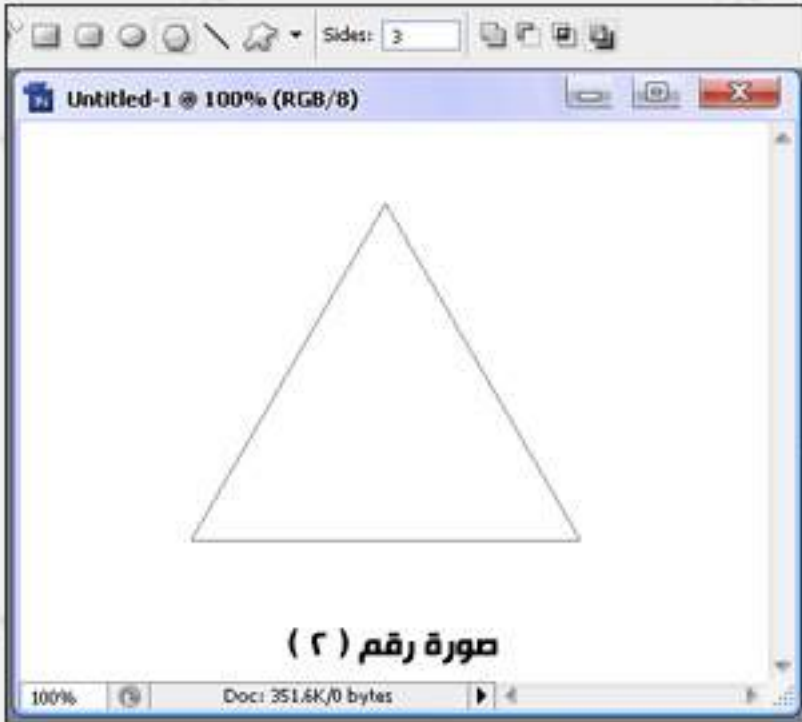 Sides: 3
Untitled-1 @ 100% (RGB/8)
صورة رقم ( ٢ )
100% Doc: 351.6K/0 bytes